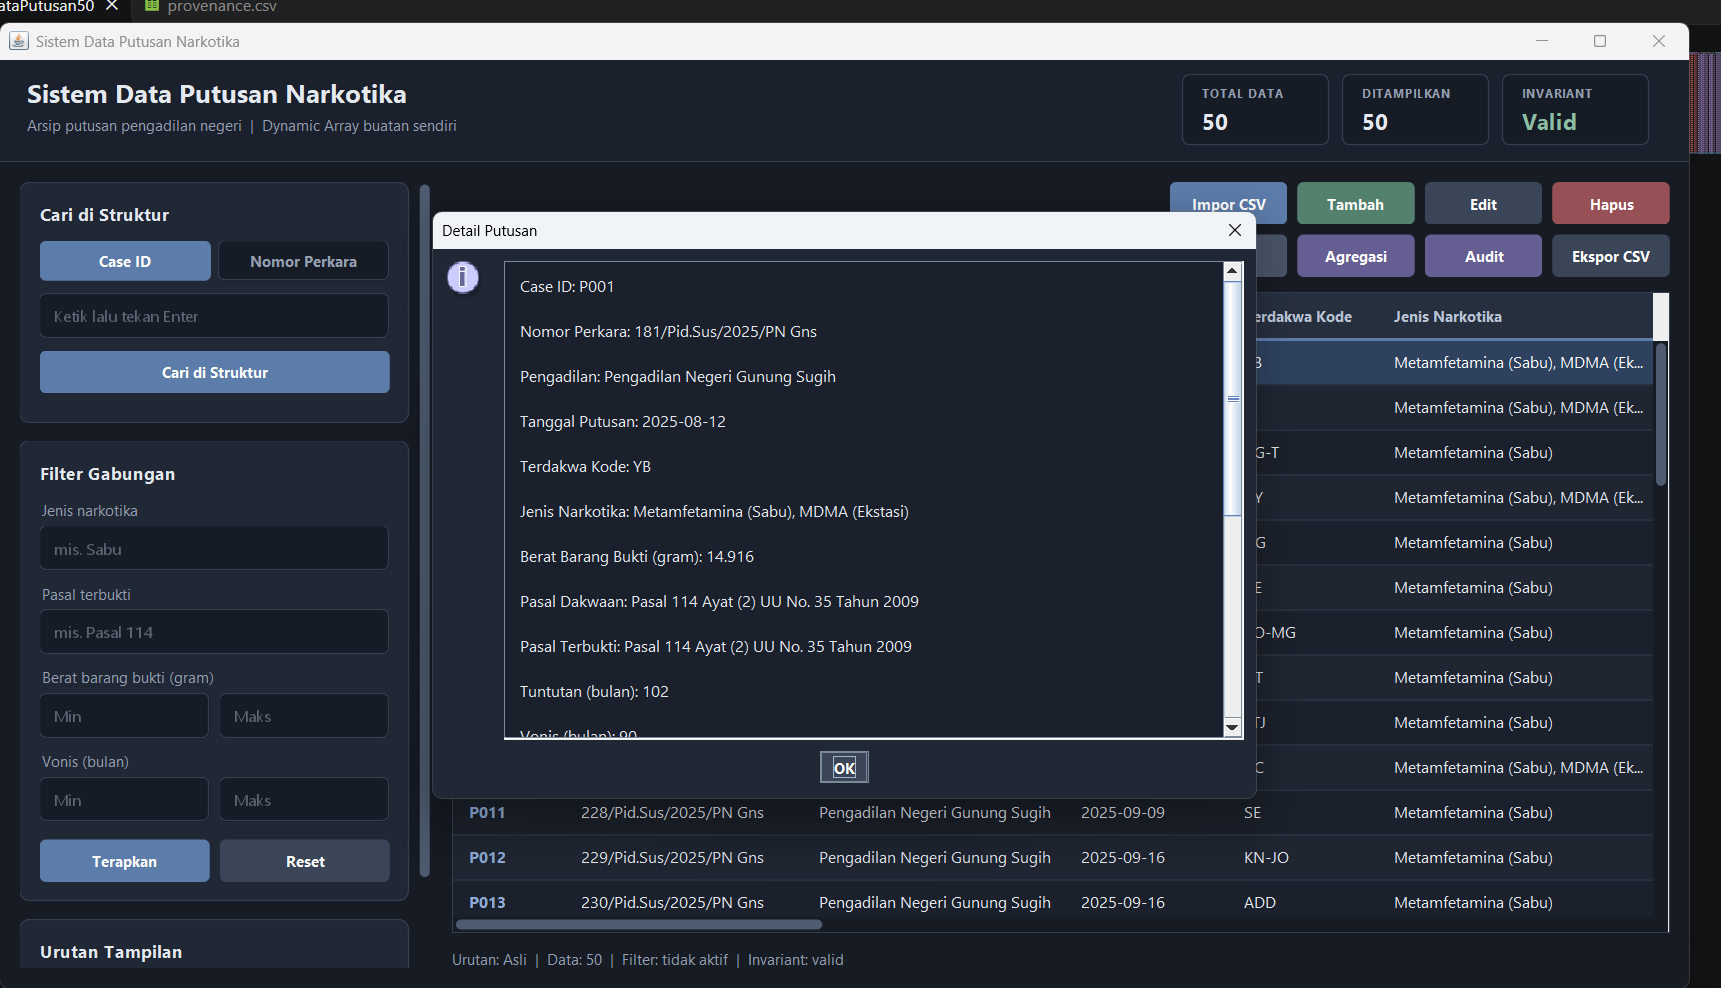 ataPutusan50
provenance.csv
Sistem Data Putusan Narkotika
Sistem Data Putusan Narkotika
Arsip putusan pengadilan negeri | Dynamic Array buatan sendiri
TOTAL DATA
50
DITAMPILKAN
50
INVARIANT
Valid
Cari di Struktur
Case ID
Nomor Perkara
Ketik lalu tekan Enter
Cari di Struktur
Filter Gabungan
Jenis narkotika
mis. Sabu
Pasal terbukti
mis. Pasal 114
Berat barang bukti (gram)
Min
Maks
Vonis (bulan)
Min
Maks
Terapkan
Reset
Urutan Tampilan
Impor CSV
Tambah
Edit
Hapus
Agregasi
Audit
Ekspor CSV
Detail Putusan
Case ID: P001
Nomor Perkara: 181/Pid.Sus/2025/PN Gns
Pengadilan: Pengadilan Negeri Gunung Sugih
Tanggal Putusan: 2025-08-12
Terdakwa Kode: YB
Jenis Narkotika: Metamfetamina (Sabu), MDMA (Ekstasi)
Berat Barang Bukti (gram): 14.916
Pasal Dakwaan: Pasal 114 Ayat (2) UU No. 35 Tahun 2009
Pasal Terbukti: Pasal 114 Ayat (2) UU No. 35 Tahun 2009
Tuntutan (bulan): 102
Vonis (bulan): 90
OK
erdakwa Kode Jenis Narkotika
B Metamfetamina (Sabu), MDMA (Ek...
Metamfetamina (Sabu), MDMA (Ek...
G-T Metamfetamina (Sabu)
Y Metamfetamina (Sabu), MDMA (Ek...
G Metamfetamina (Sabu)
E Metamfetamina (Sabu)
O-MG Metamfetamina (Sabu)
T Metamfetamina (Sabu)
TJ Metamfetamina (Sabu)
C Metamfetamina (Sabu), MDMA (Ek...
P011 228/Pid.Sus/2025/PN Gns Pengadilan Negeri Gunung Sugih 2025-09-09 SE Metamfetamina (Sabu)
P012 229/Pid.Sus/2025/PN Gns Pengadilan Negeri Gunung Sugih 2025-09-16 KN-JO Metamfetamina (Sabu)
P013 230/Pid.Sus/2025/PN Gns Pengadilan Negeri Gunung Sugih 2025-09-16 ADD Metamfetamina (Sabu)
Urutan: Asli | Data: 50 | Filter: tidak aktif | Invariant: valid